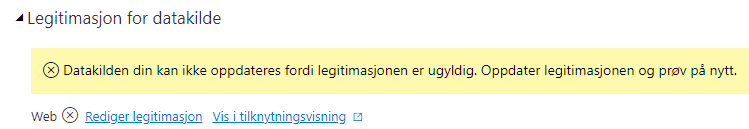 Legitimasjon for datakilde
Datakilden din kan ikke oppdateres fordi legitimasjonen er ugyldig. Oppdater legitimasjonen og prøv på nytt.
Web Rediger legitimasjon Vis i tilknytningsvisning